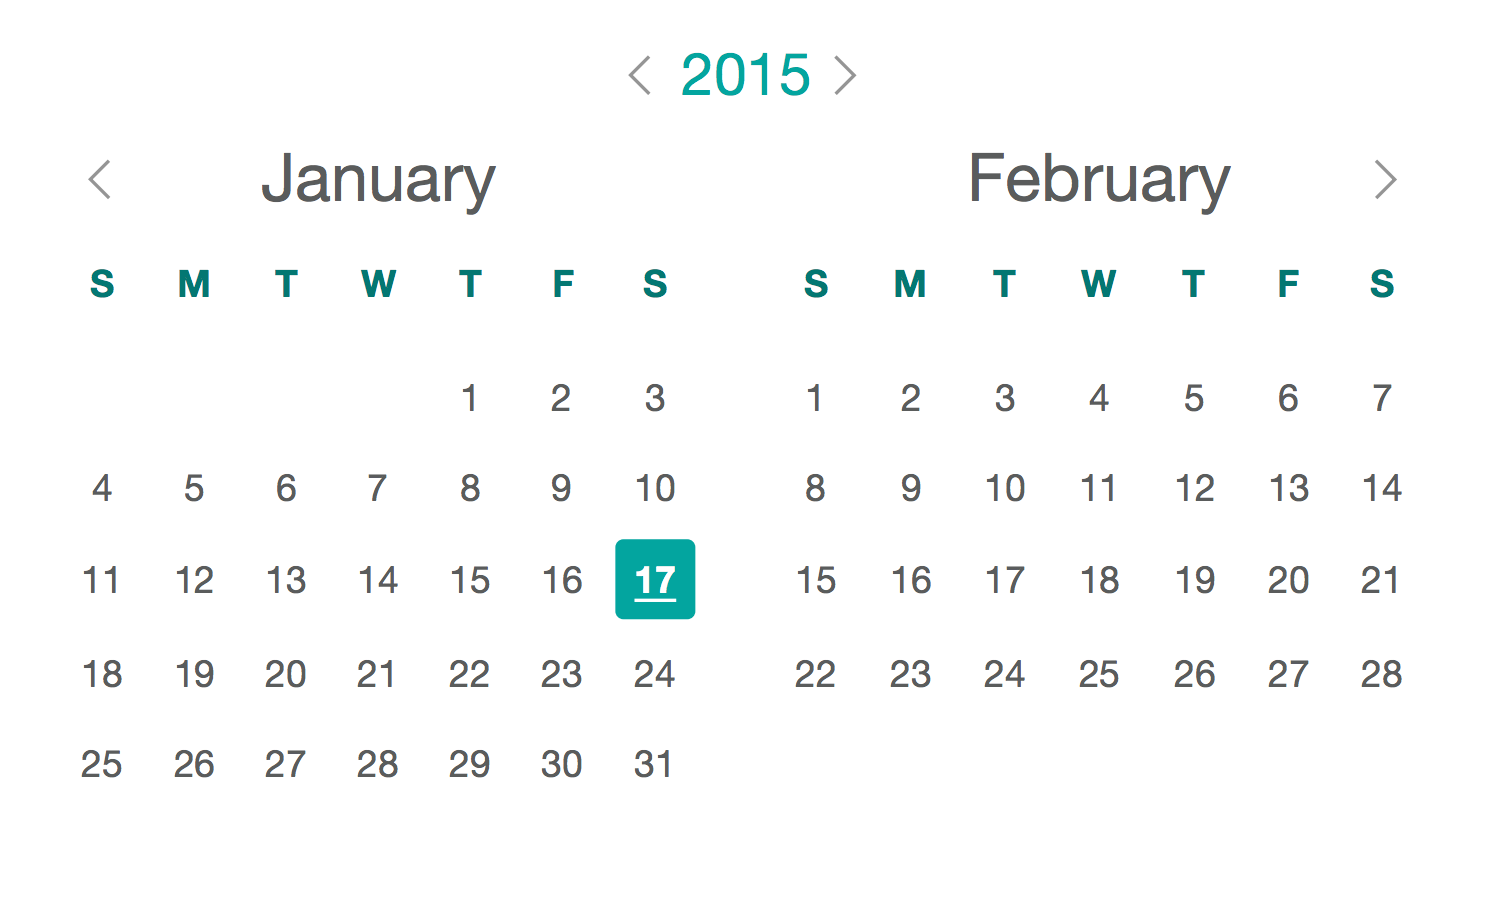 2015
January
S M T W T F S
1 2 3
4 5 6 7 8 9 10
11 12 13 14 15 16 17
18 19 20 21 22 23 24
25 26 27 28 29 30 31
February
S M T W T F S
1 2 3 4 5 6 7
8 9 10 11 12 13 14
15 16 17 18 19 20 21
22 23 24 25 26 27 28